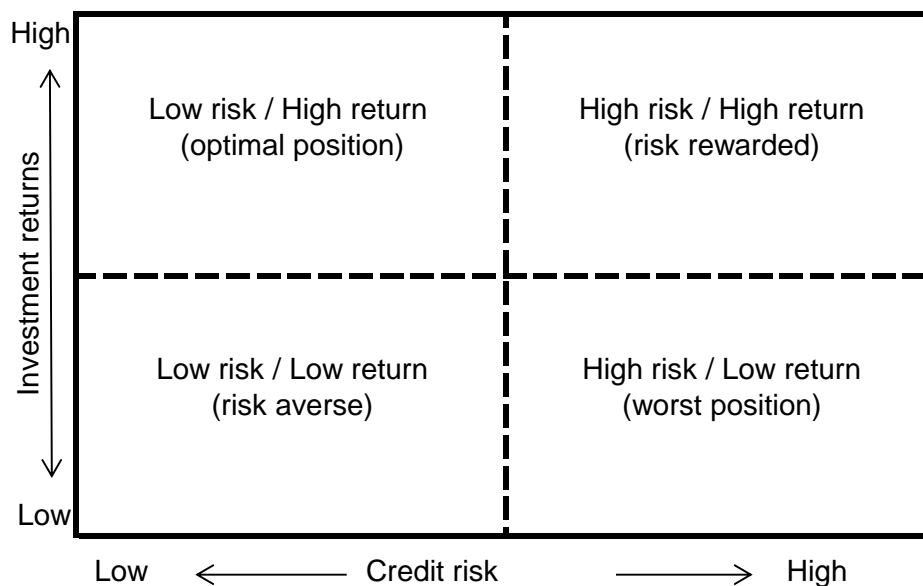 High
Low risk / High return
(optimal position)
High risk / High return
(risk rewarded)
Investment returns
Low risk / Low return
(risk averse)
High risk / Low return
(worst position)
Low
Low
Credit risk
High